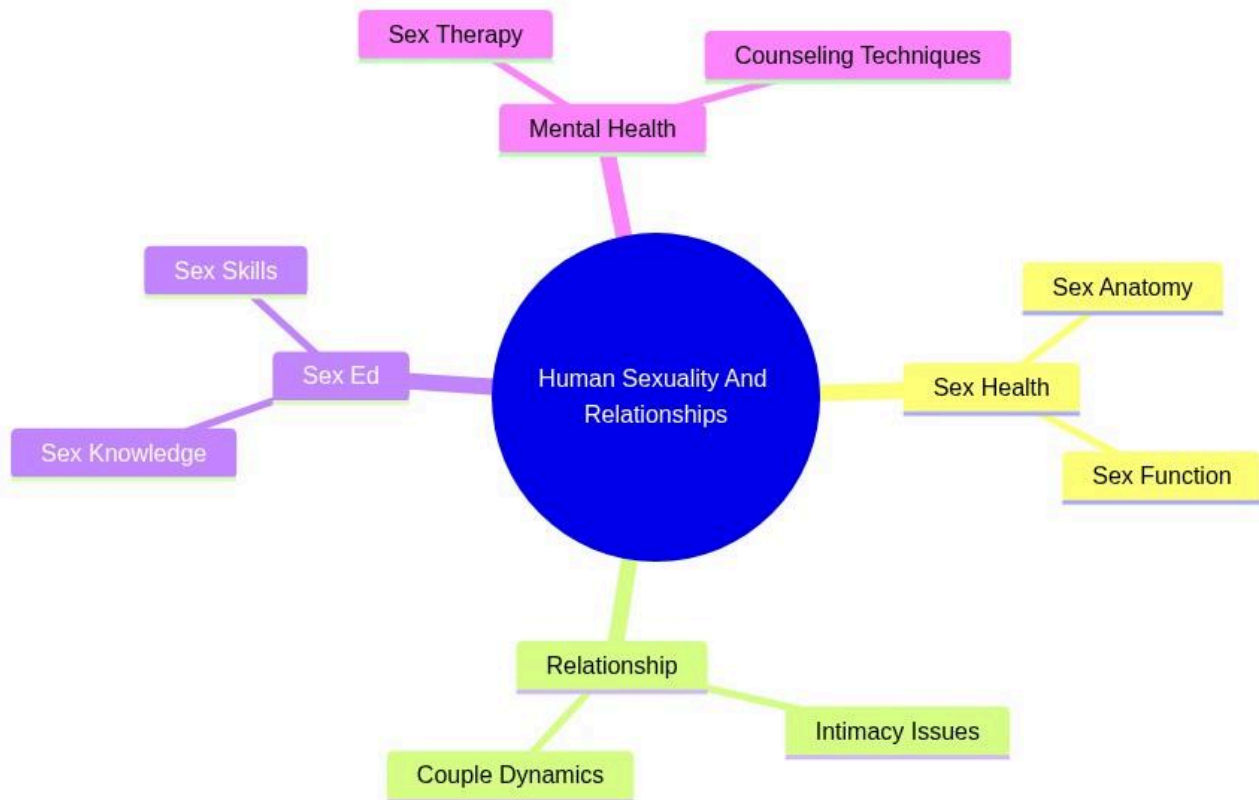 Sex Therapy
Counseling Techniques
Mental Health
Sex Skills
Sex Anatomy
Sex Ed
Human Sexuality And
Relationships
Sex Health
Sex Knowledge
Sex Function
Relationship
Intimacy Issues
Couple Dynamics